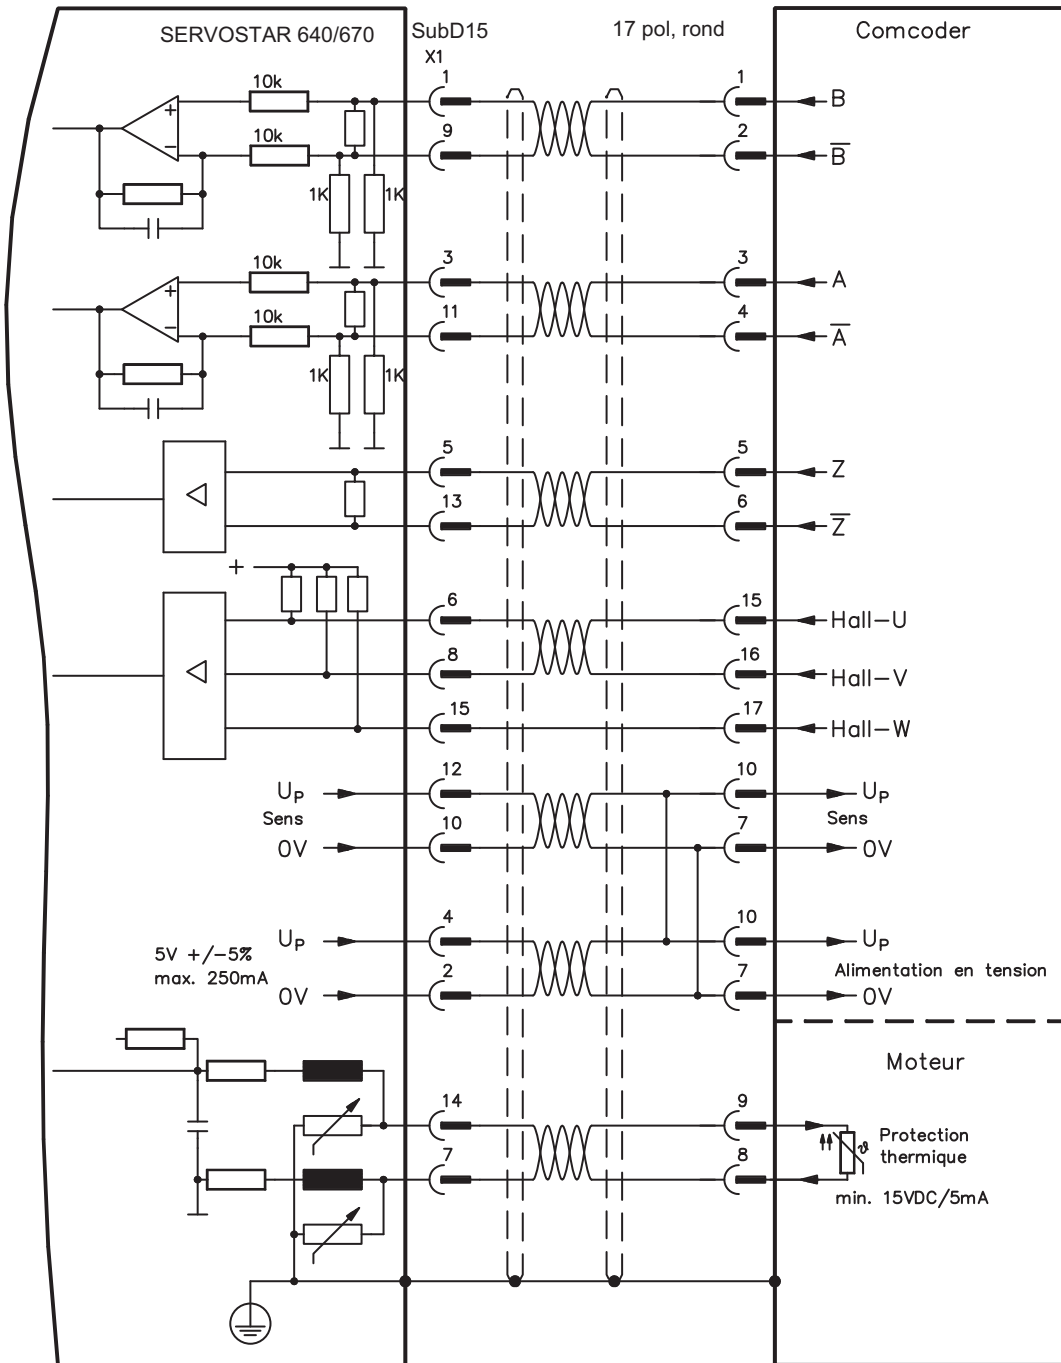 SERVOSTAR 640/670 SubD15 17 pol, rond Comcoder
X1
10k 1 1 B
+
10k 9 2 B̅
−
1K 1K
10k 3 3 A
+
10k 11 4 A̅
−
1K 1K
5 5 Z
13 6 Z̅
+
6 15 Hall-U
8 16 Hall-V
15 17 Hall-W
UP 12 10 UP
Sens Sens
0V 10 7 0V
UP 4 10 UP
5V +/-5%
max. 250mA
Alimentation en tension
0V 2 7 0V
Moteur
14 9
Protection
thermique
ϑ
7 8
min. 15VDC/5mA